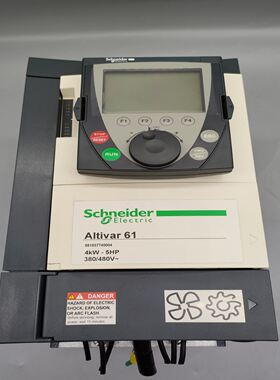 Schneider
Electric
F1 F2 F3 F4
STOP
RESET
ESC
RUN
Schneider
Electric
Altivar 61
4kW - 5HP
380/480V~
DANGER
HAZARD OF ELECTRIC
SHOCK, EXPLOSION,
OR ARC FLASH.